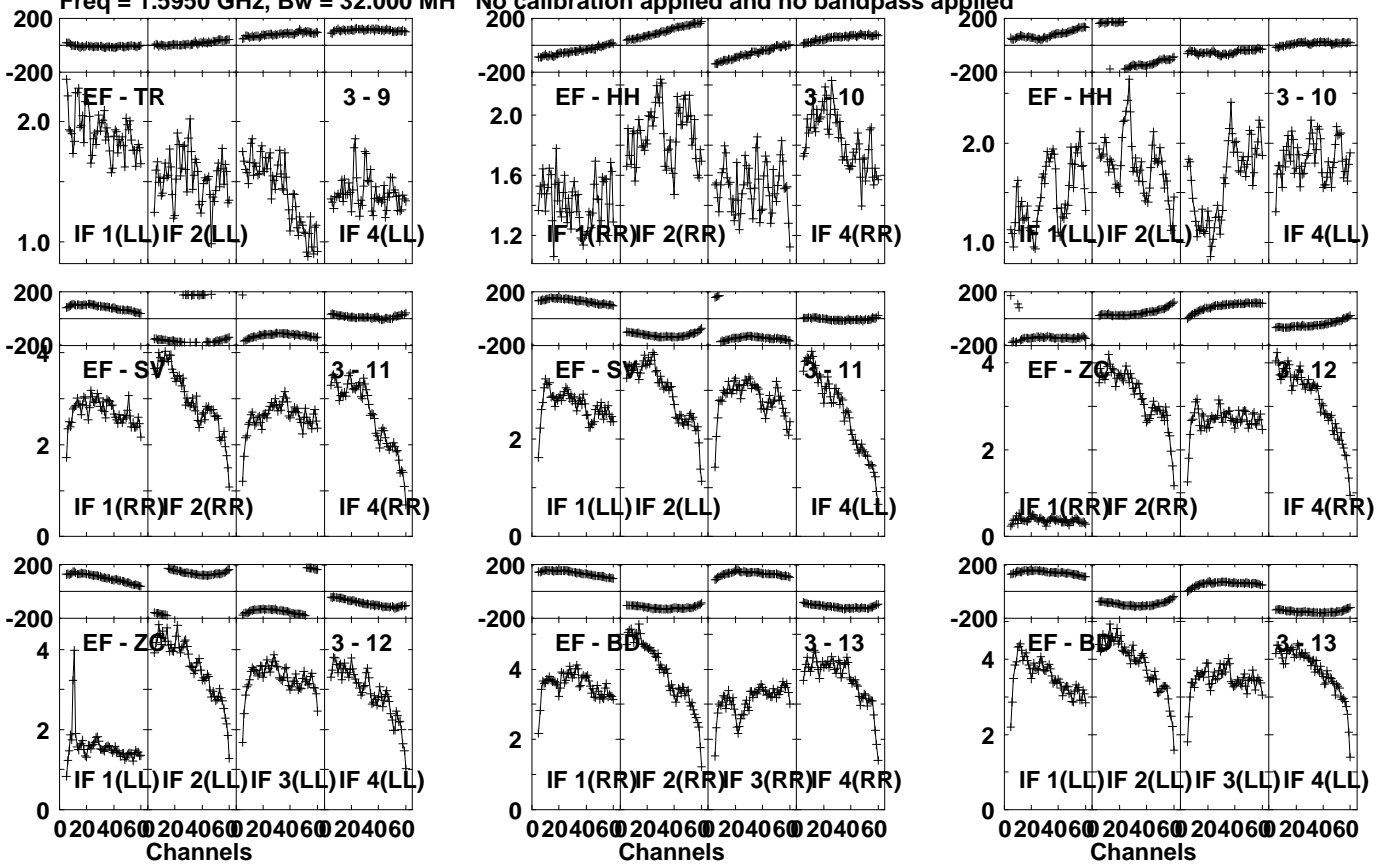 Freq = 1.5950 GHz, Bw = 32.000 MH No calibration applied and no bandpass applied
200 200 200
-200 -200 -200
EF - TR 3 - 9 EF - HH 3 - 10 EF - HH 3 - 10
2.0 2.0 2.0
1.8
1.6
1.4
1.0 1.2 1.0
IF 1(LL) IF 2(LL) IF 4(LL) IF 1(RR) IF 2(RR) IF 4(RR) IF 1(LL) IF 2(LL) IF 4(LL)
200 200 200
-200 -200 -200
4 4
EF - SV 3 - 11 EF - SV 3 - 11 EF - ZC 3 - 12
2 2 2
IF 1(RR) IF 2(RR) IF 4(RR) IF 1(LL) IF 2(LL) IF 4(LL) IF 1(RR) IF 2(RR) IF 4(RR)
0 0 0
200 200 200
-200 -200 -200
EF - ZC 3 - 12 EF - BD 3 - 13 EF - BD 3 - 13
4 4 4
2 2 2
IF 1(LL) IF 2(LL) IF 3(LL) IF 4(LL) IF 1(RR) IF 2(RR) IF 3(RR) IF 4(RR) IF 1(LL) IF 2(LL) IF 3(LL) IF 4(LL)
0 0 0
0 20 40 60 0 20 40 60 0 20 40 60 0 20 40 60 0 20 40 60 0 20 40 60 0 20 40 60 0 20 40 60 0 20 40 60 0 20 40 60 0 20 40 60 0 20 40 60
Channels Channels Channels